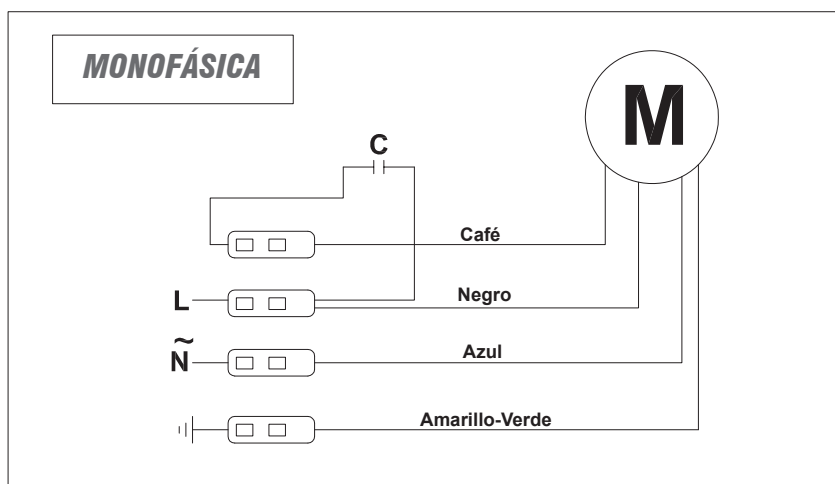 MONOFÁSICA
M
C
Café
L
Negro
~
N
Azul
Amarillo-Verde